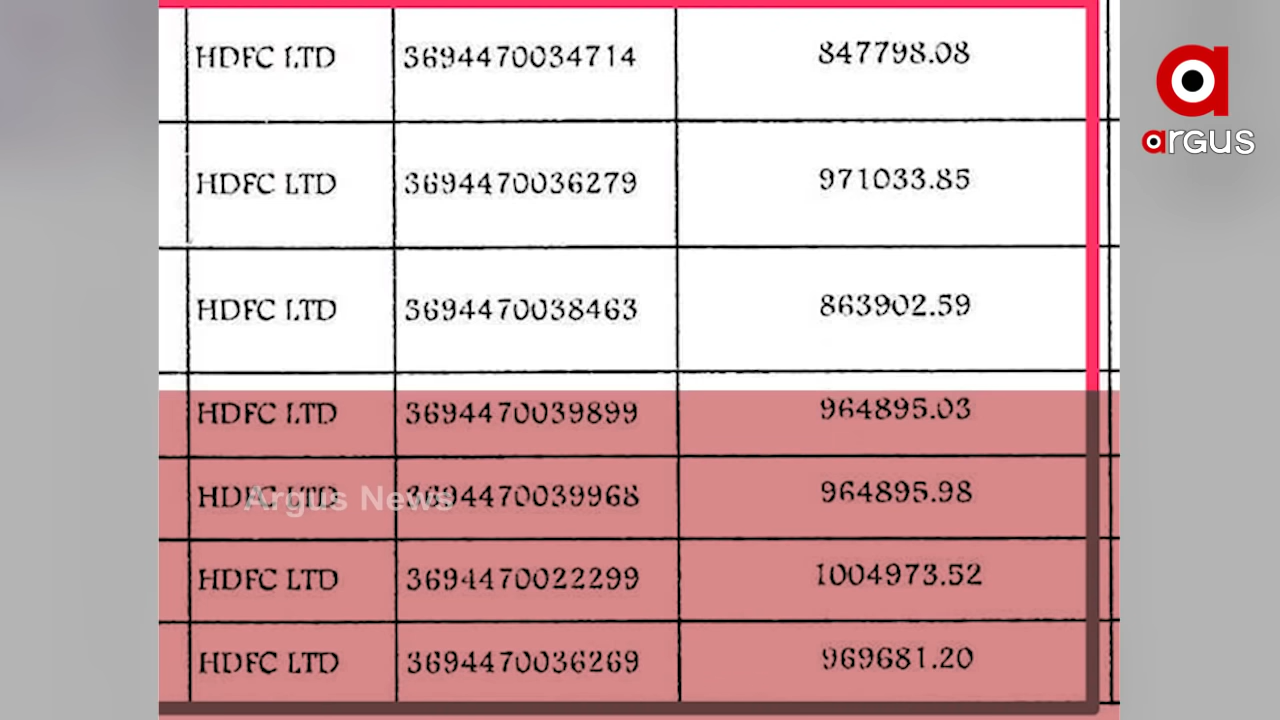 HDFC LTD 3694470034714 847798.08
argus
HDFC LTD 3694470036279 971033.85
HDFC LTD 3694470038463 863902.59
HDFC LTD 3694470039899 964895.03
HDFC LTD 3694470039968 964895.98
Argus News
HDFC LTD 3694470022299 1004973.52
HDFC LTD 3694470036269 969681.20